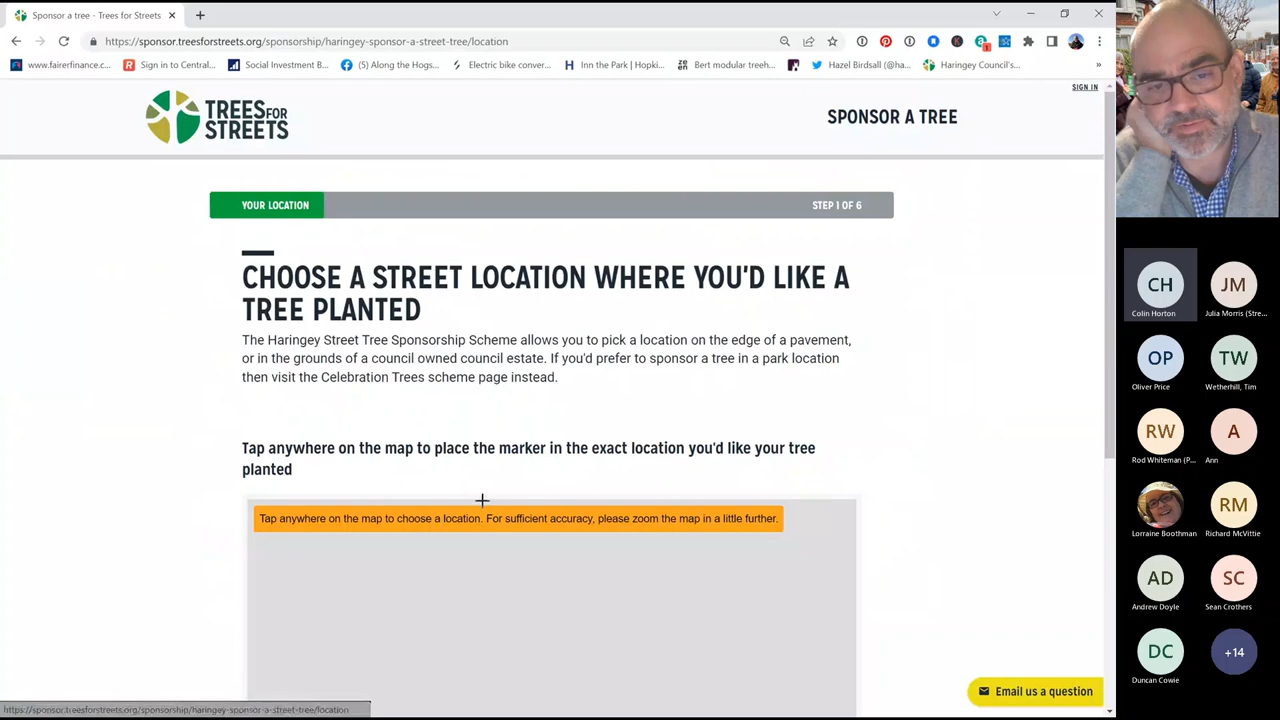 Sponsor a tree - Trees for Streets
https://sponsor.treesforstreets.org/sponsorship/haringey-sponsor-a-street-tree/location
www.fairerfinance.c...
Sign in to Central...
Social Investment B...
(5) Along the Hogs...
Electric bike conver...
Inn the Park | Hopki...
Bert modular treeh...
Hazel Birdsall (@ha...
Haringey Council's...
SIGN IN
TREES FOR
STREETS
SPONSOR A TREE
YOUR LOCATION
STEP 1 OF 6
CHOOSE A STREET LOCATION WHERE YOU'D LIKE A
TREE PLANTED
The Haringey Street Tree Sponsorship Scheme allows you to pick a location on the edge of a pavement,
or in the grounds of a council owned council estate. If you'd prefer to sponsor a tree in a park location
then visit the Celebration Trees scheme page instead.
Tap anywhere on the map to place the marker in the exact location you'd like your tree
planted
Tap anywhere on the map to choose a location. For sufficient accuracy, please zoom the map in a little further.
Email us a question
https://sponsor.treesforstreets.org/sponsorship/haringey-sponsor-a-street-tree/location
CH
Colin Horton
JM
Julia Morris (Stre...
OP
Oliver Price
TW
Wetherhill, Tim
RW
Rod Whiteman (P...
A
Ann
Lorraine Boothman
RM
Richard McVittie
AD
Andrew Doyle
SC
Sean Crothers
DC
Duncan Cowie
+14